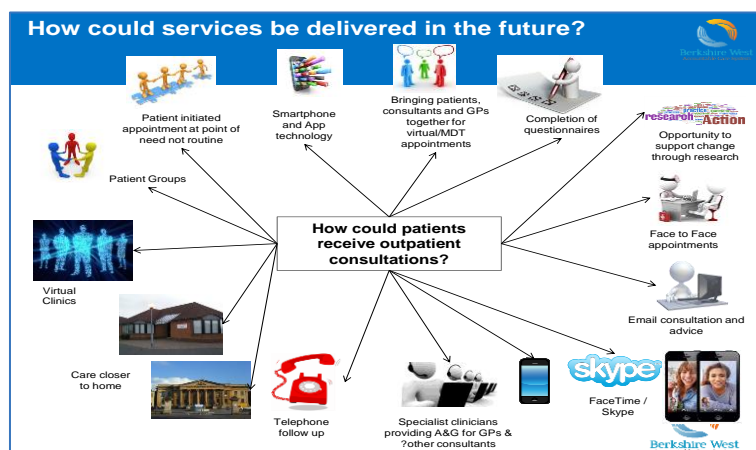 How could services be delivered in the future?
Berkshire West
Patient initiated
appointment at point of
need not routine
Smartphone
and App
technology
Bringing patients,
consultants and GPs
together for
virtual/MDT
appointments
Completion of
questionnaires
research Action
Opportunity to
support change
through research
Patient Groups
How could patients
receive outpatient
consultations?
Face to Face
appointments
Virtual
Clinics
Email consultation and
advice
Care closer
to home
Telephone
follow up
Specialist clinicians
providing A&G for GPs &
?other consultants
skype
FaceTime /
Skype
Berkshire West